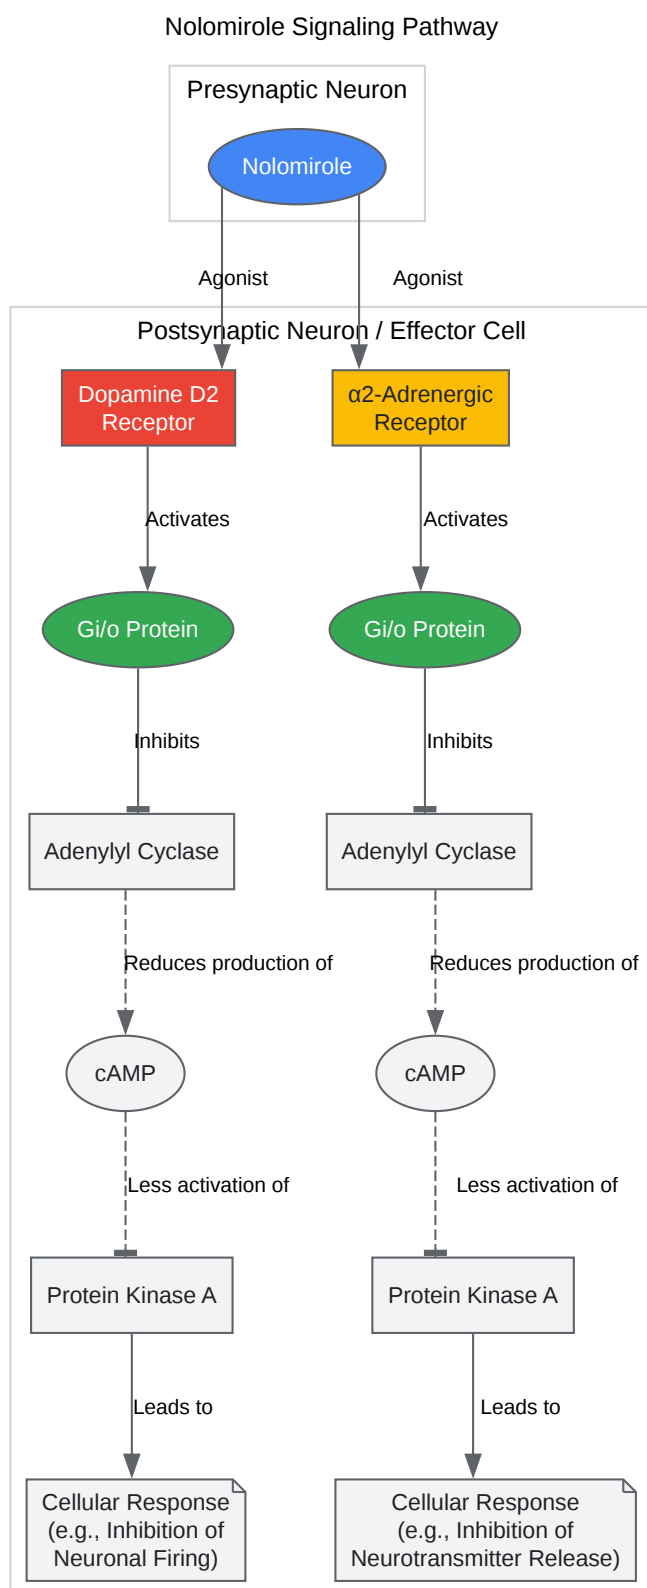 Nolomirole Signaling Pathway
Presynaptic Neuron
Nolomirole
Agonist
Agonist
Postsynaptic Neuron / Effector Cell
Dopamine D2
Receptor
α2-Adrenergic
Receptor
Activates
Activates
Gi/o Protein
Gi/o Protein
Inhibits
Inhibits
Adenylyl Cyclase
Adenylyl Cyclase
Reduces production of
Reduces production of
cAMP
cAMP
Less activation of
Less activation of
Protein Kinase A
Protein Kinase A
Leads to
Leads to
Cellular Response
(e.g., Inhibition of
Neuronal Firing)
Cellular Response
(e.g., Inhibition of
Neurotransmitter Release)